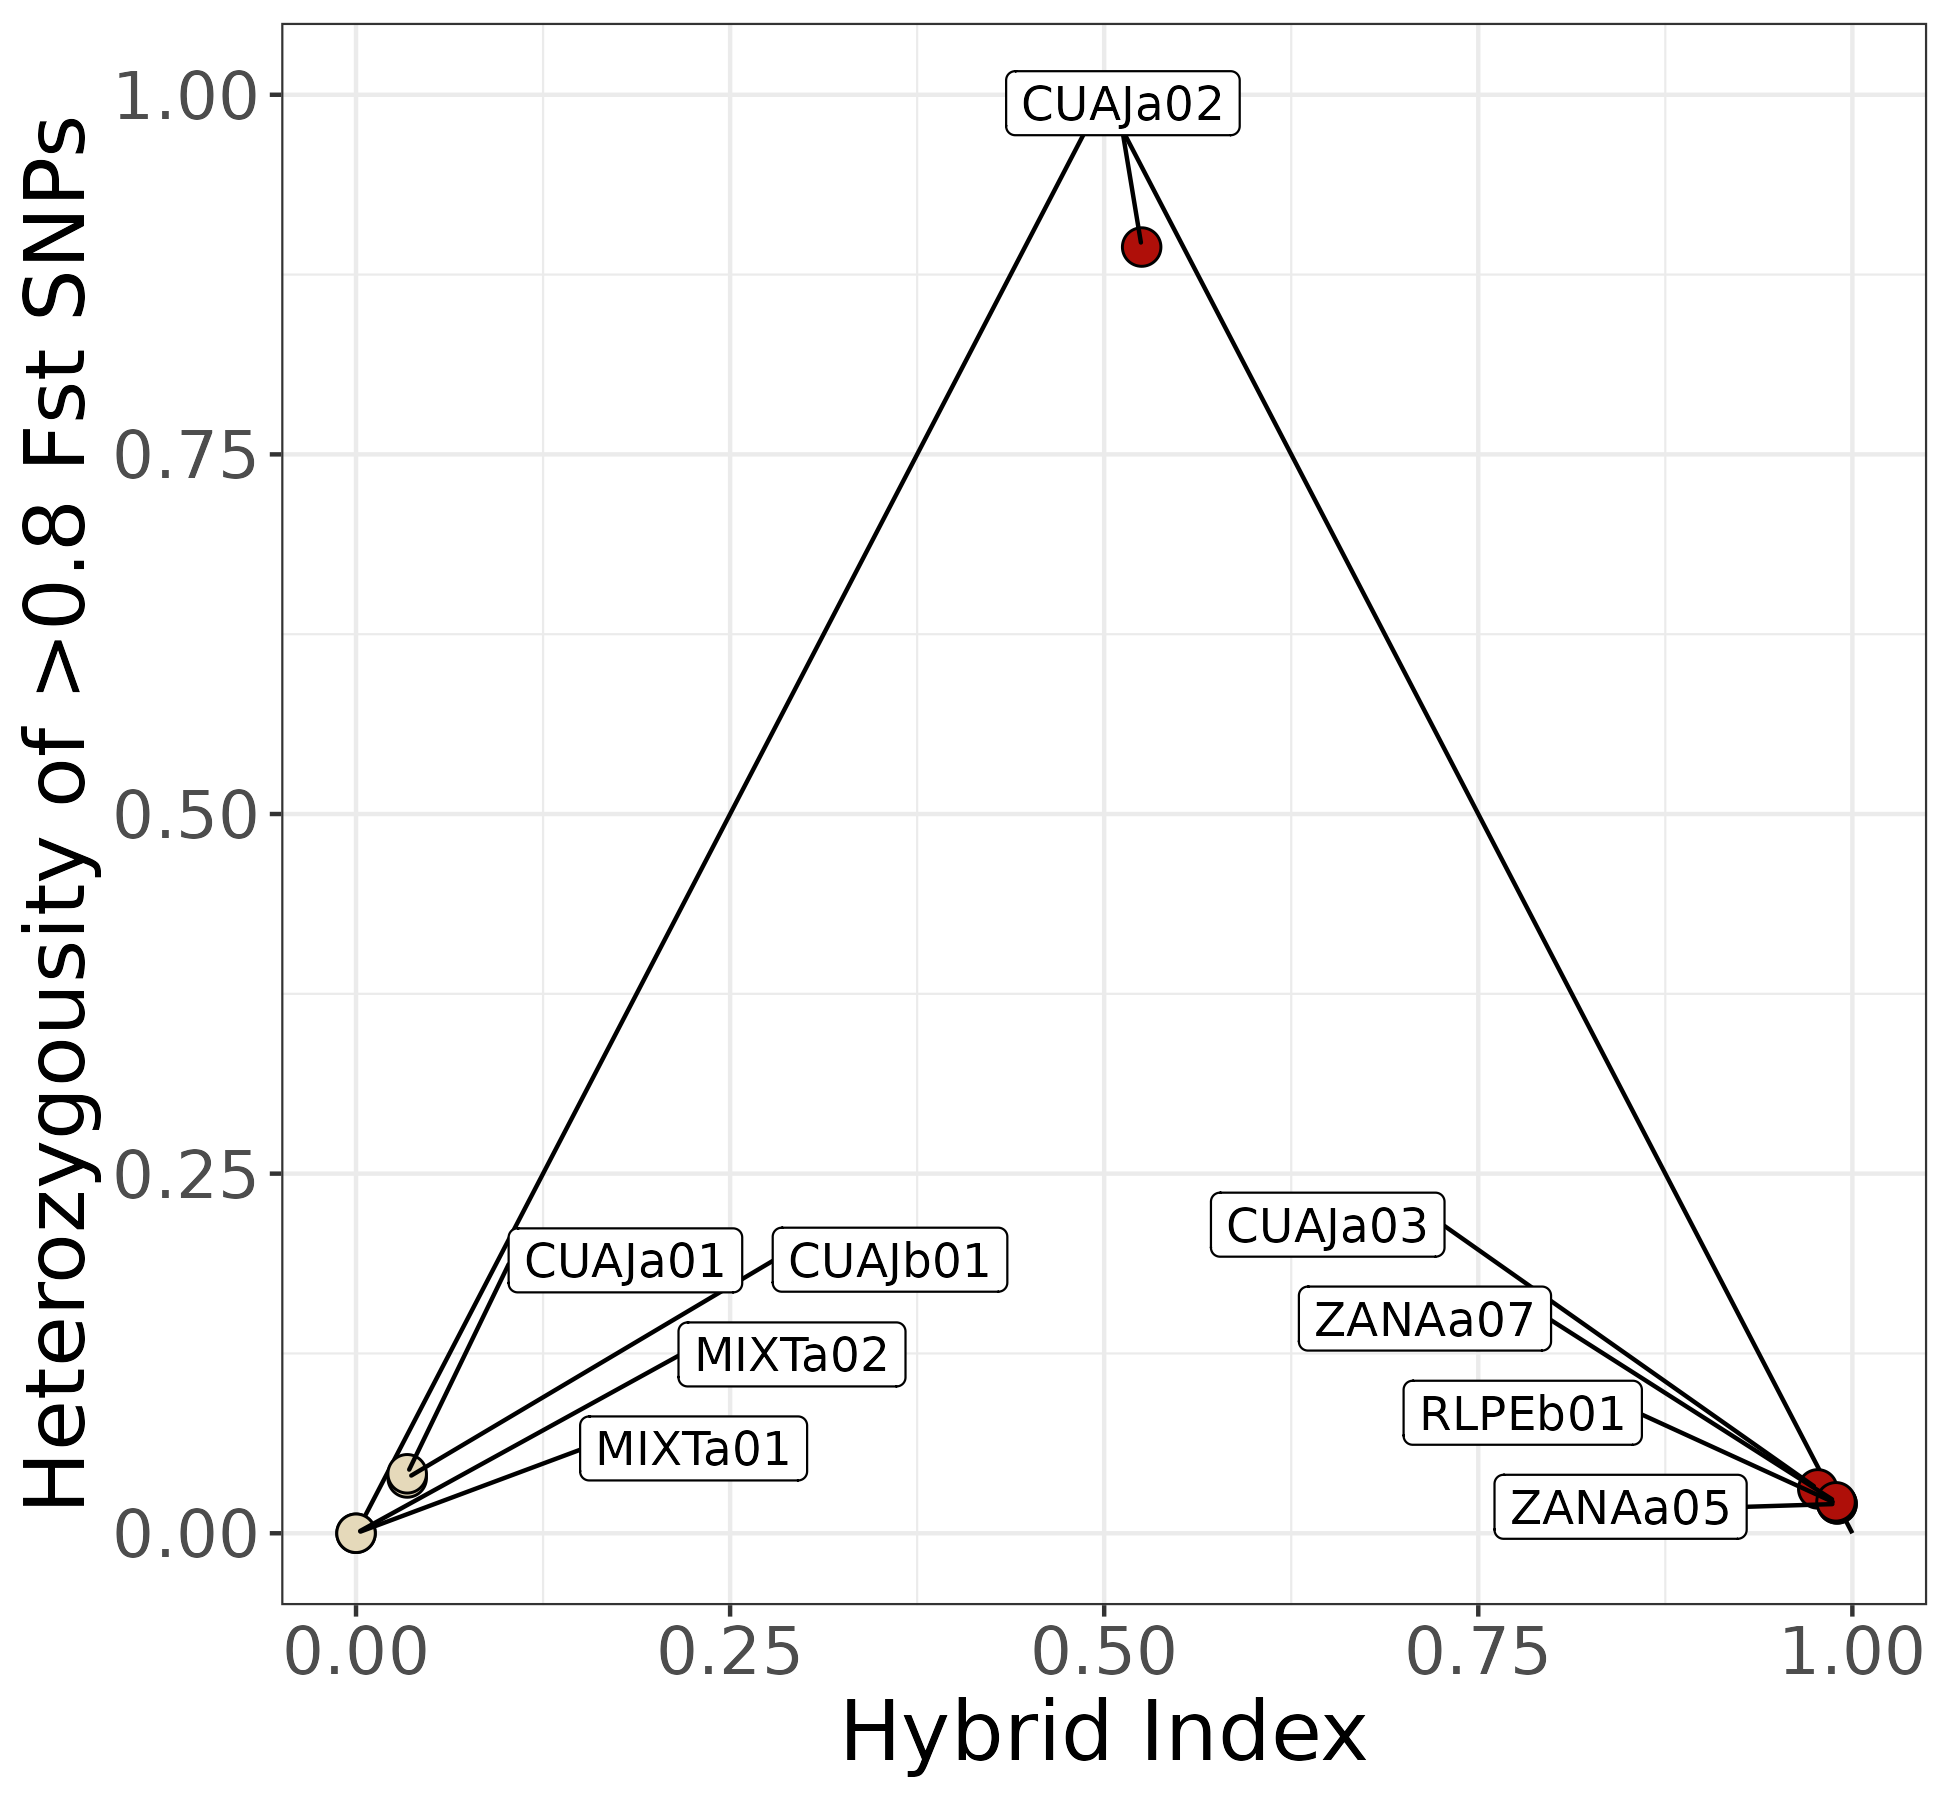 Heterozygousity of >0.8 Fst SNPs
1.00
0.75
0.50
0.25
0.00
CUAJa02
CUAJa01
CUAJb01
MIXTa02
MIXTa01
CUAJa03
ZANAa07
RLPEb01
ZANAa05
0.00
0.25
0.50
0.75
1.00
Hybrid Index